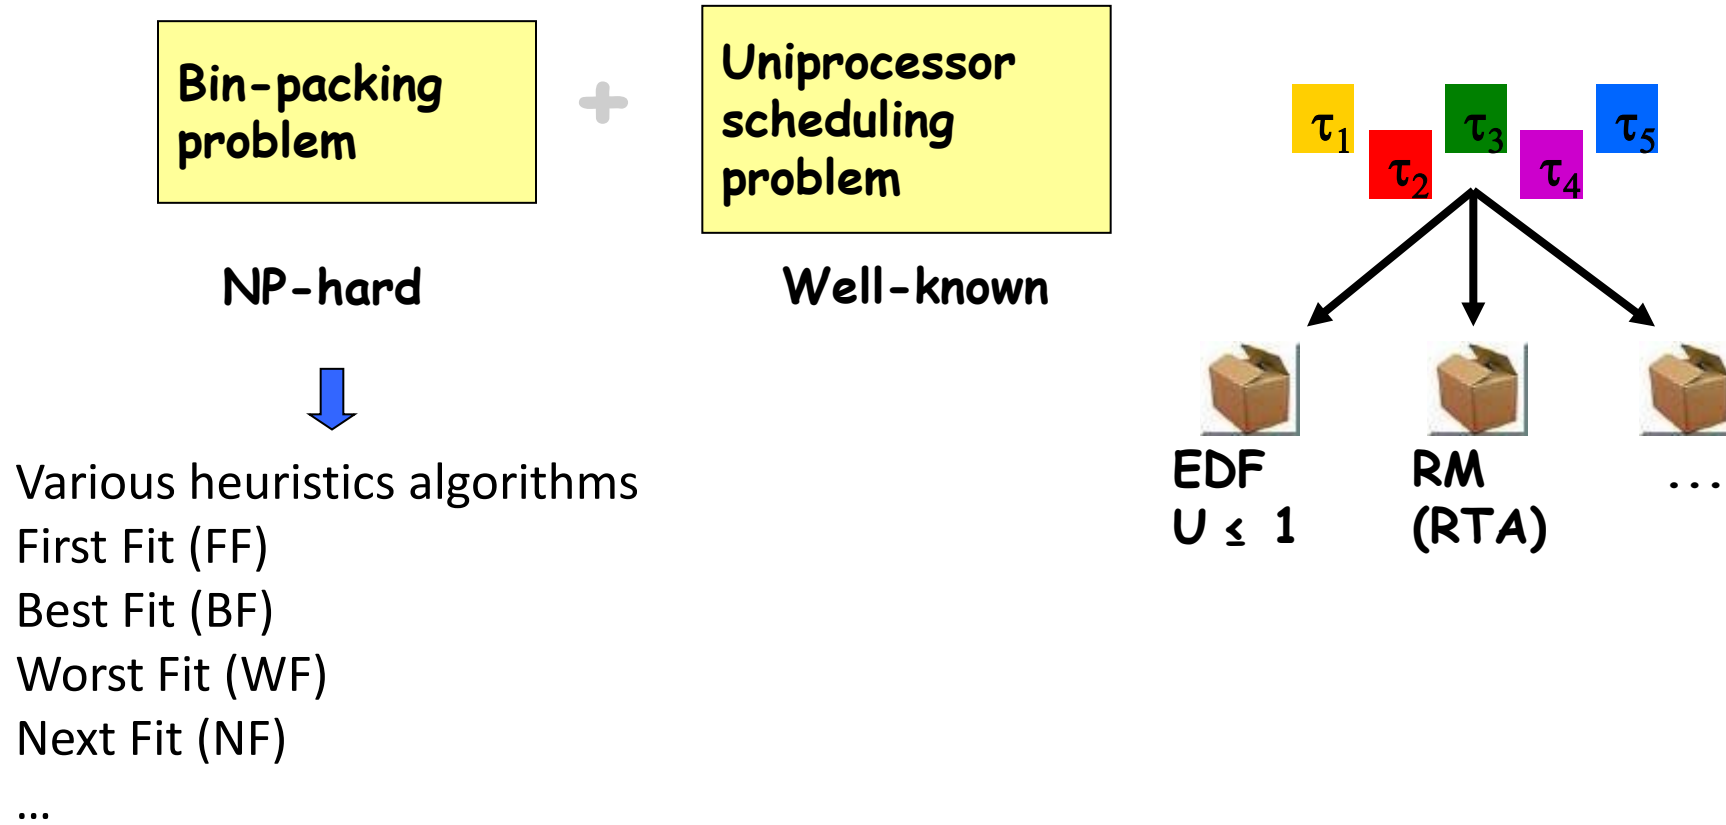 Bin-packing
problem
+
Uniprocessor
scheduling
problem
NP-hard
Well-known
Various heuristics algorithms
First Fit (FF)
Best Fit (BF)
Worst Fit (WF)
Next Fit (NF)
...
τ1
τ2
τ3
τ4
τ5
EDF
U ≤ 1
RM
(RTA)
...